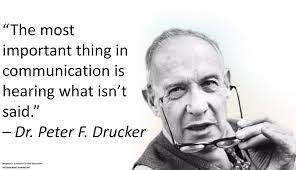 “The most
important thing in
communication is
hearing what isn’t
said.”
– Dr. Peter F. Drucker